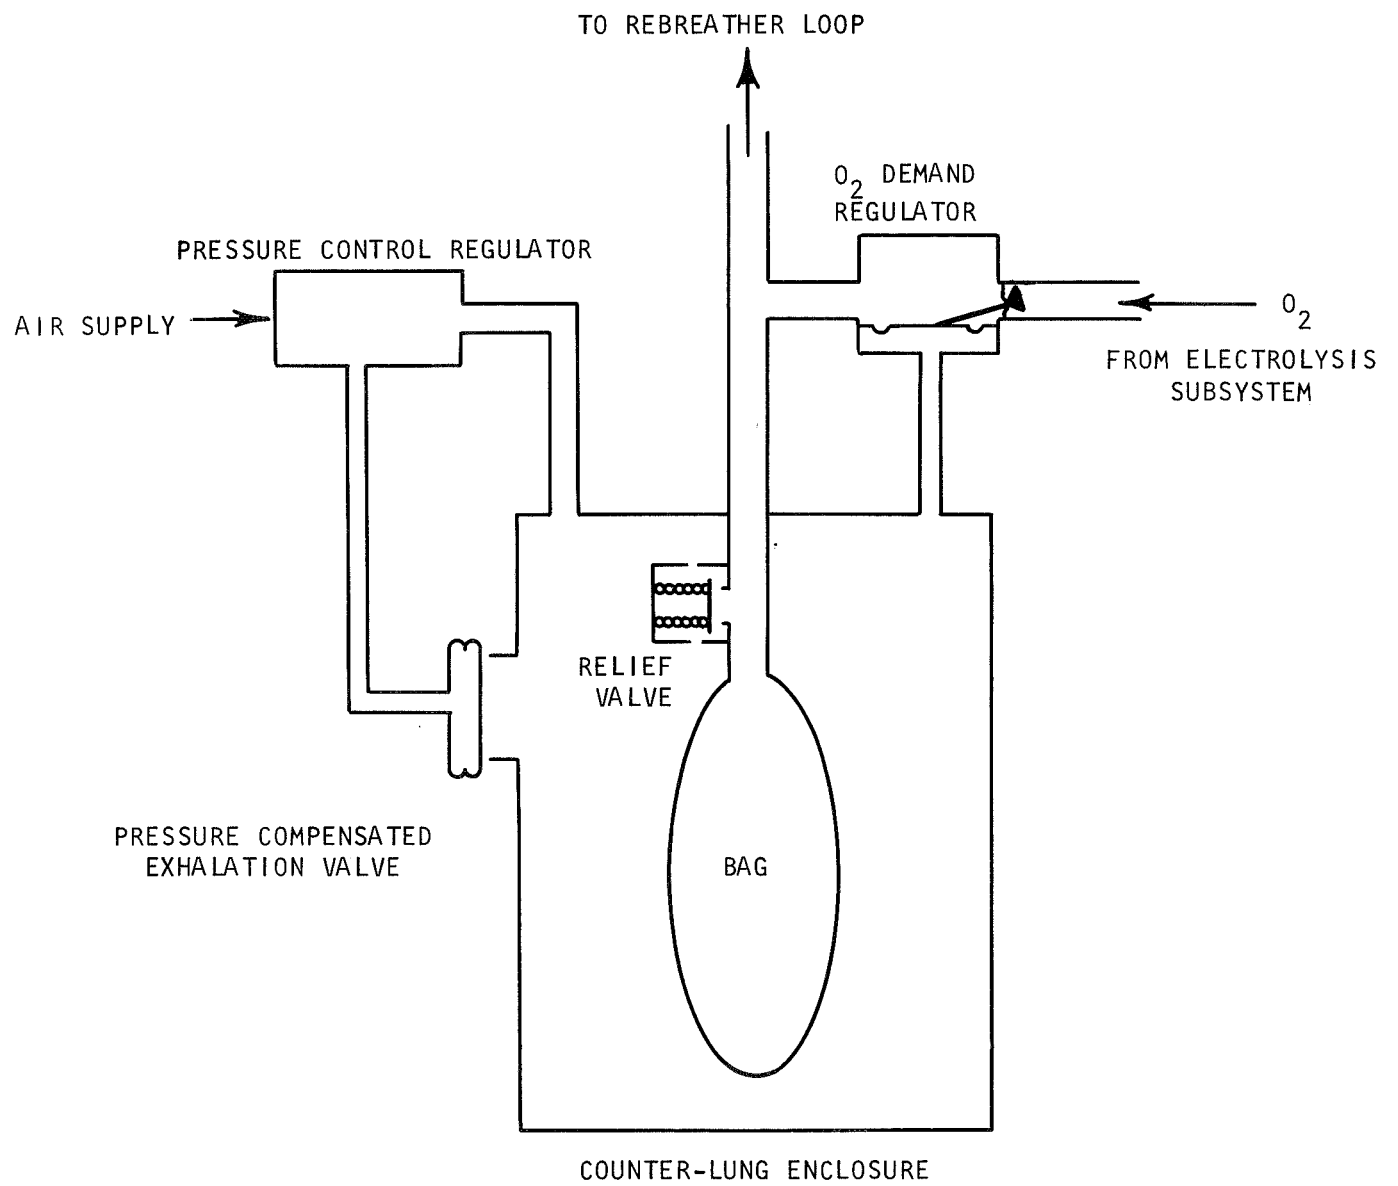 TO REBREATHER LOOP
O2 DEMAND
REGULATOR
PRESSURE CONTROL REGULATOR
AIR SUPPLY
O2
FROM ELECTROLYSIS
SUBSYSTEM
RELIEF
VALVE
PRESSURE COMPENSATED
EXHALATION VALVE
BAG
COUNTER-LUNG ENCLOSURE